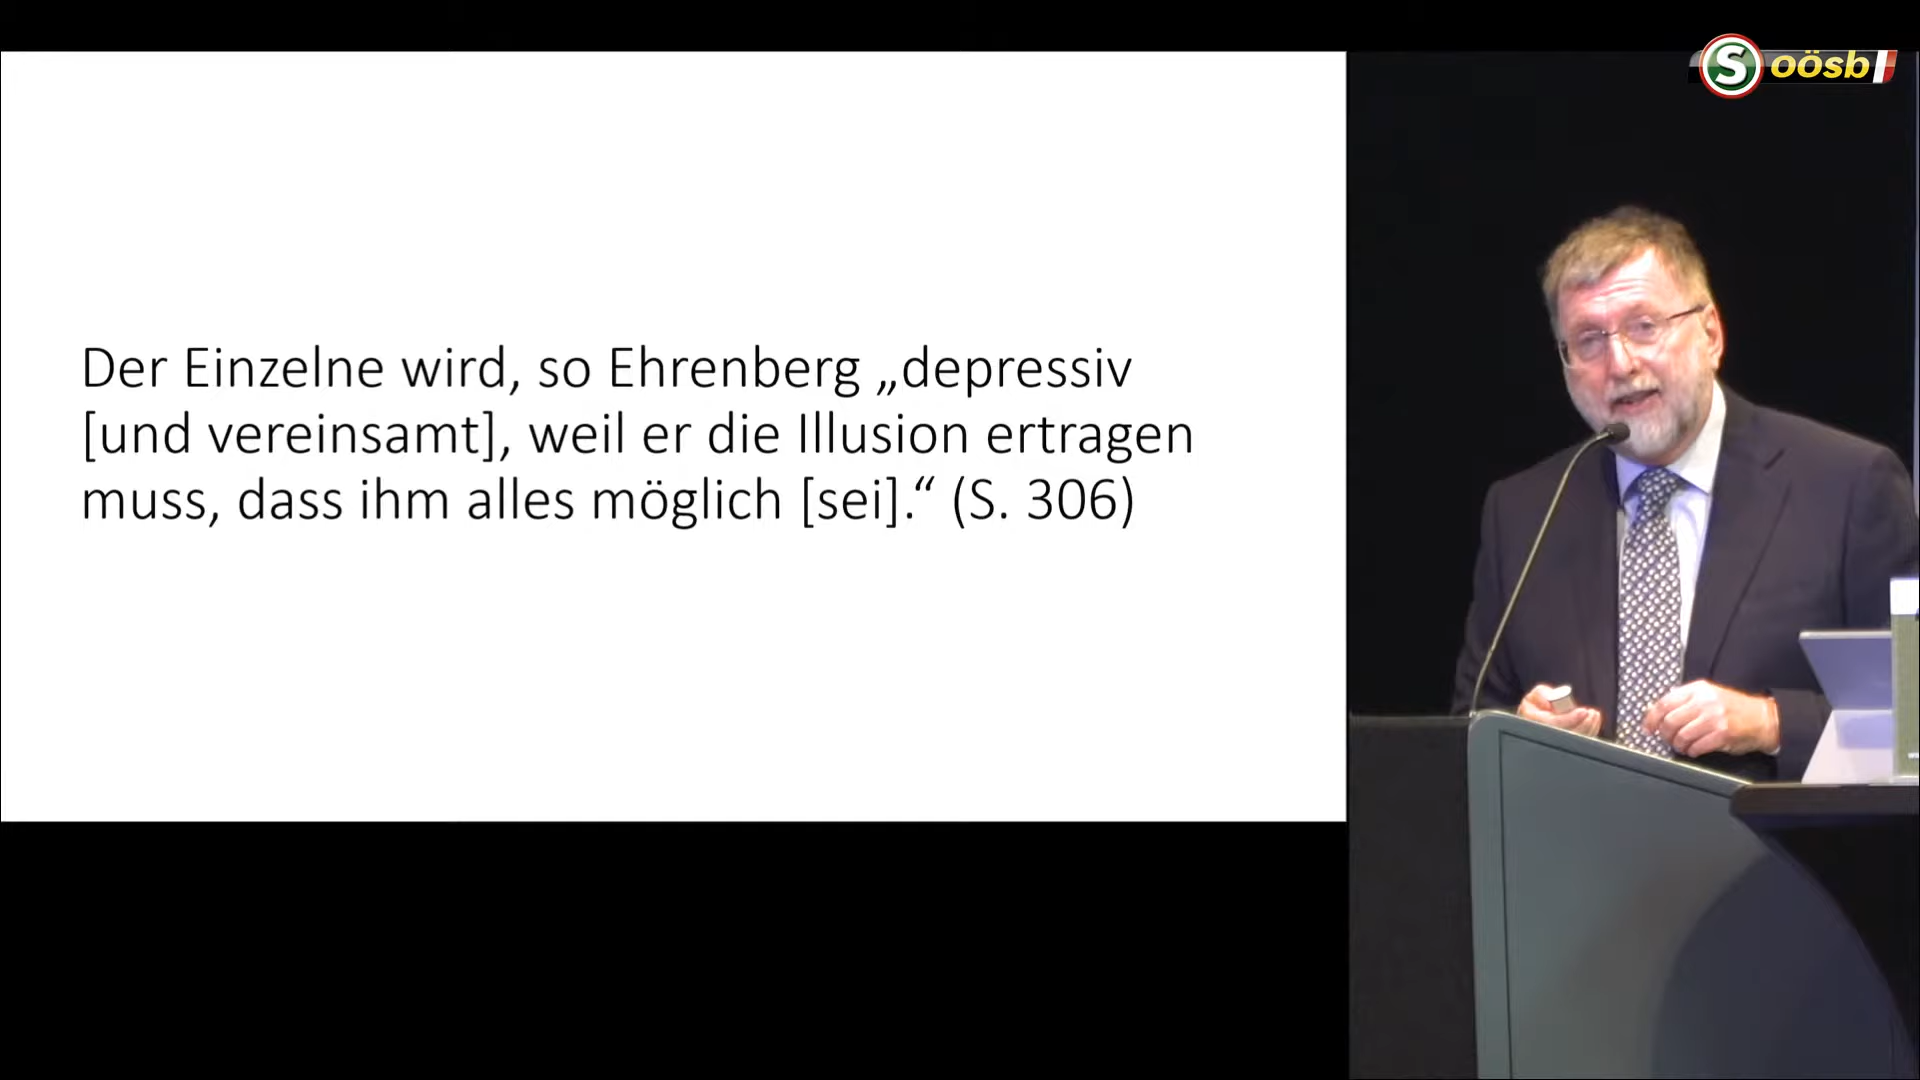 S oösb
Der Einzelne wird, so Ehrenberg „depressiv
[und vereinsamt], weil er die Illusion ertragen
muss, dass ihm alles möglich [sei].“ (S. 306)